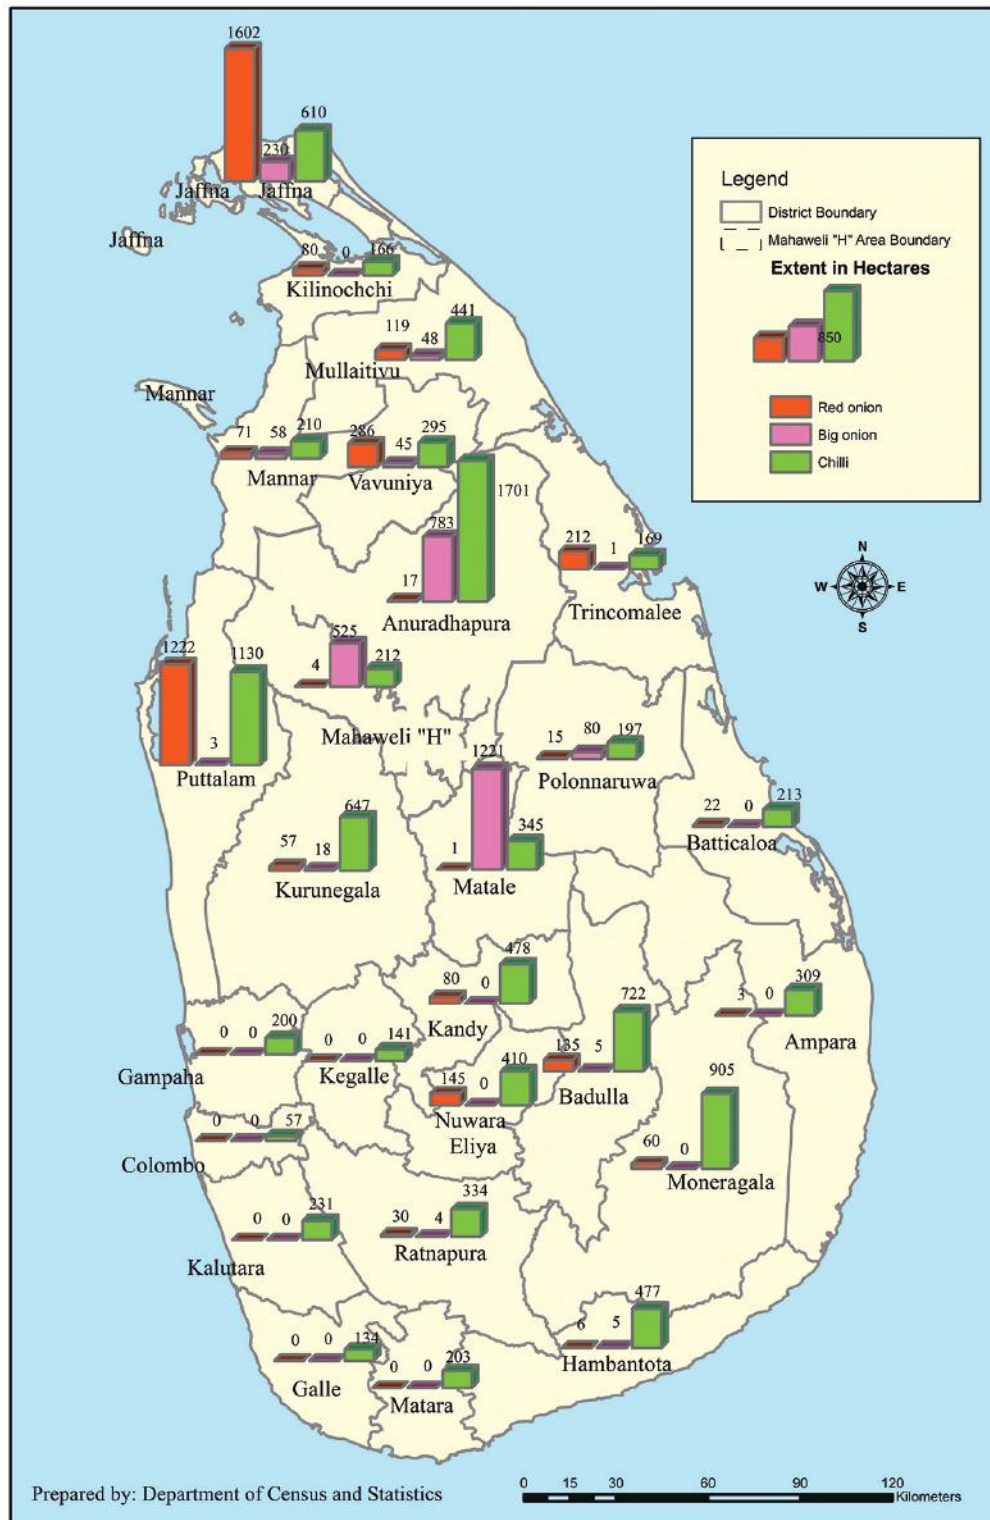 1602
610
230
Jaffna Jaffna
Jaffna
80 0 166
Kilinochchi
119 48 441
Mullaitivu
Mannar
71 58 210
Mannar
286 45 295
Vavuniya
17 783 1701
Anuradhapura
212 1 169
Trincomalee
4 525 212
Mahaweli "H"
1222 3 1130
Puttalam
15 80 197
Polonnaruwa
1 1221 345
Matale
22 0 213
Batticaloa
57 18 647
Kurunegala
80 0 478
Kandy
3 0 309
Ampara
135 5 722
Badulla
0 0 200
Gampaha
0 0 141
Kegalle
145 0 410
Nuwara
Eliya
60 0 905
Moneragala
0 0 57
Colombo
0 0 231
Kalutara
30 4 334
Ratnapura
6 5 477
Hambantota
0 0 134
Galle
0 0 203
Matara
Legend
District Boundary
Mahaweli "H" Area Boundary
Extent in Hectares
850
Red onion
Big onion
Chilli
N
W E
S
Prepared by: Department of Census and Statistics
0 15 30 60 90 120
Kilometers